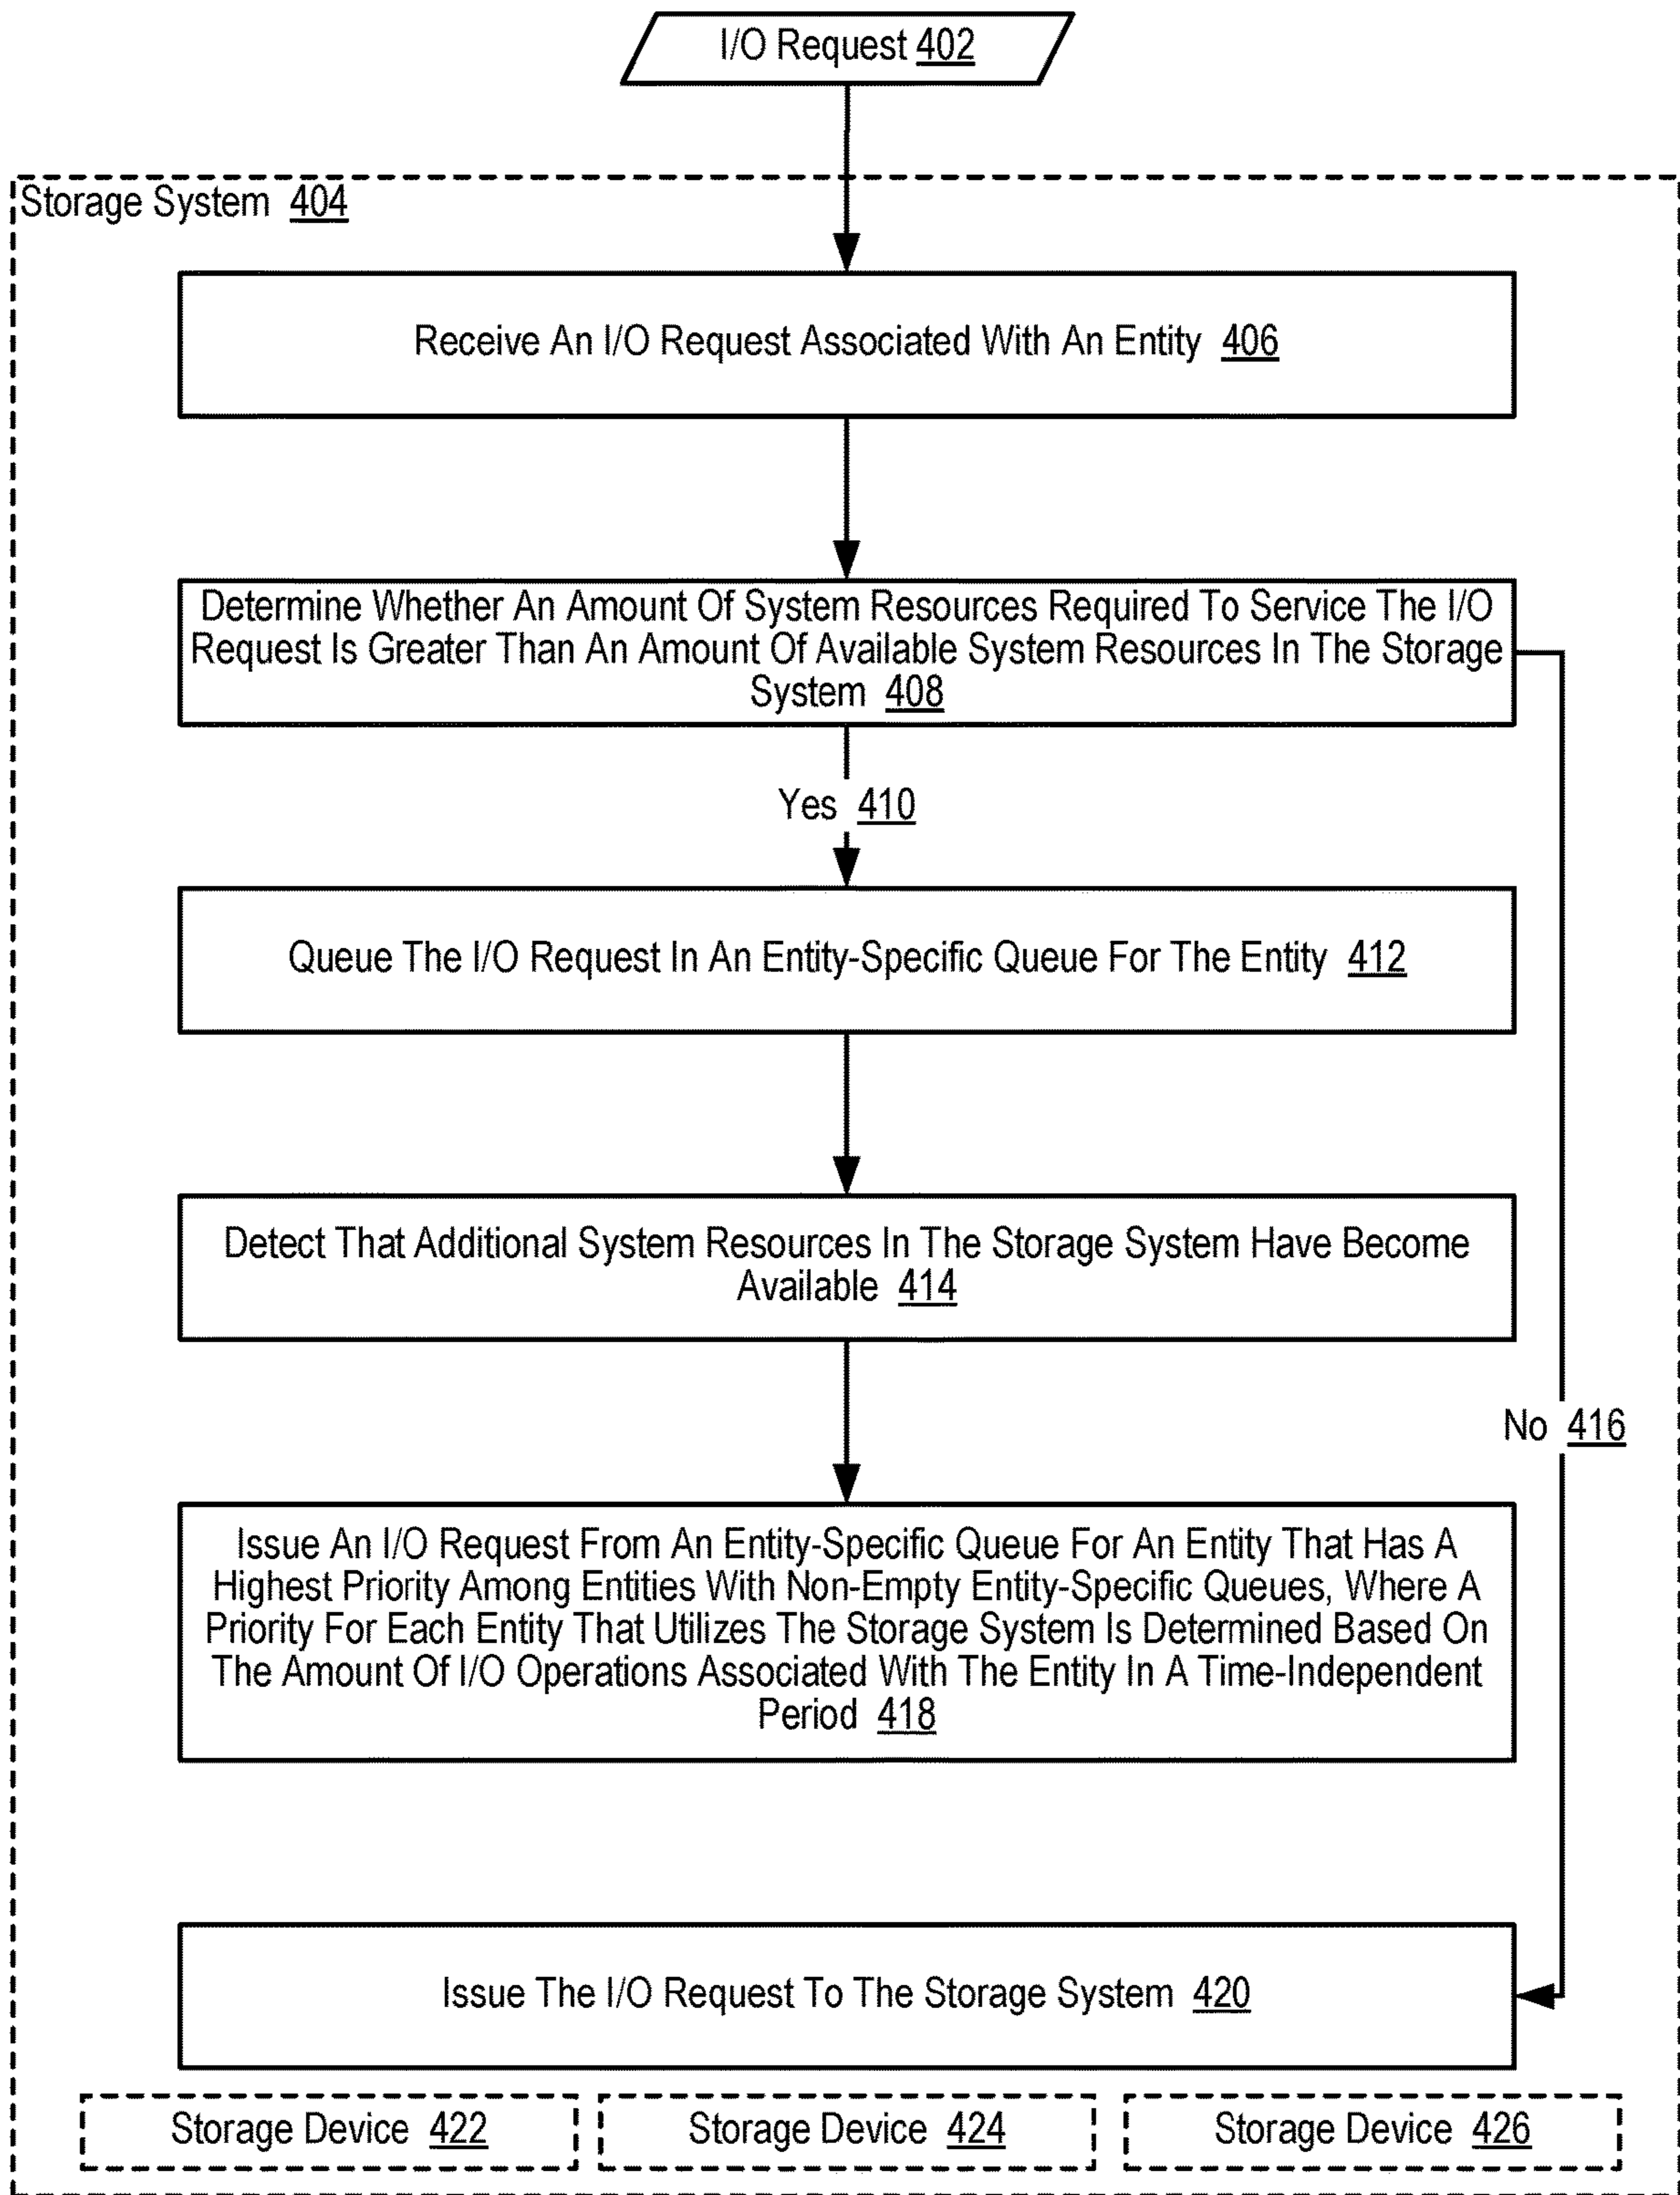 I/O Request 402
Storage System 404
Receive An I/O Request Associated With An Entity 406
Determine Whether An Amount Of System Resources Required To Service The I/O
Request Is Greater Than An Amount Of Available System Resources In The Storage
System 408
Yes 410
Queue The I/O Request In An Entity-Specific Queue For The Entity 412
Detect That Additional System Resources In The Storage System Have Become
Available 414
No 416
Issue An I/O Request From An Entity-Specific Queue For An Entity That Has A
Highest Priority Among Entities With Non-Empty Entity-Specific Queues, Where A
Priority For Each Entity That Utilizes The Storage System Is Determined Based On
The Amount Of I/O Operations Associated With The Entity In A Time-Independent
Period 418
Issue The I/O Request To The Storage System 420
Storage Device 422
Storage Device 424
Storage Device 426